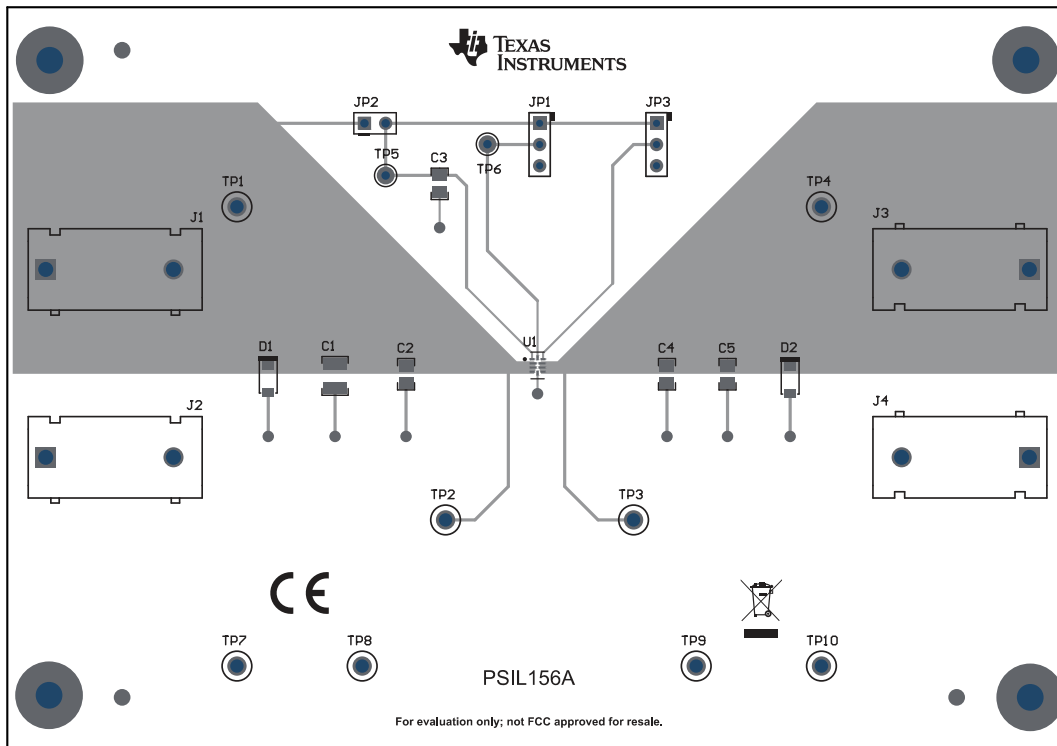 TEXAS
INSTRUMENTS
JP2
JP1
JP3
TP5
C3
TP6
TP1
TP4
J1
J3
U1
D1
C1
C2
C4
C5
D2
J2
J4
TP2
TP3
CE
TP7
TP8
TP9
TP10
PSIL156A
For evaluation only; not FCC approved for resale.